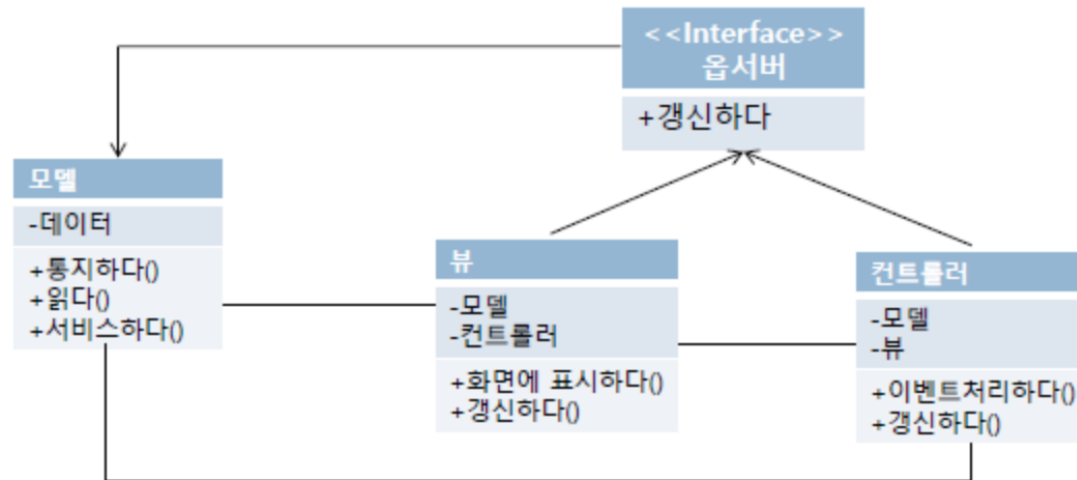 <<Interface>>
옵서버
+갱신하다
모델
-데이터
+통지하다()
+읽다()
+서비스하다()
뷰
-모델
-컨트롤러
+화면에 표시하다()
+갱신하다()
컨트롤러
-모델
-뷰
+이벤트처리하다()
+갱신하다()